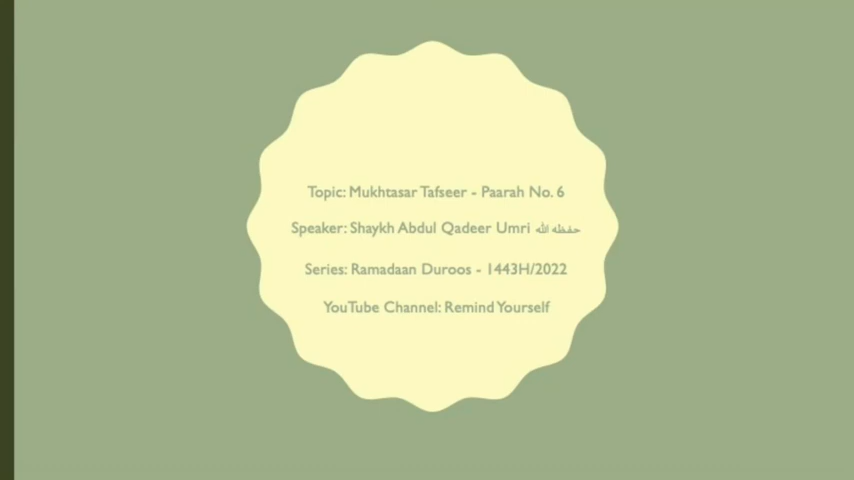 Topic: Mukhtasar Tafseer - Paarah No. 6
Speaker: Shaykh Abdul Qadeer Umri حفظه الله
Series: Ramadaan Duroos - 1443H/2022
YouTube Channel: Remind Yourself